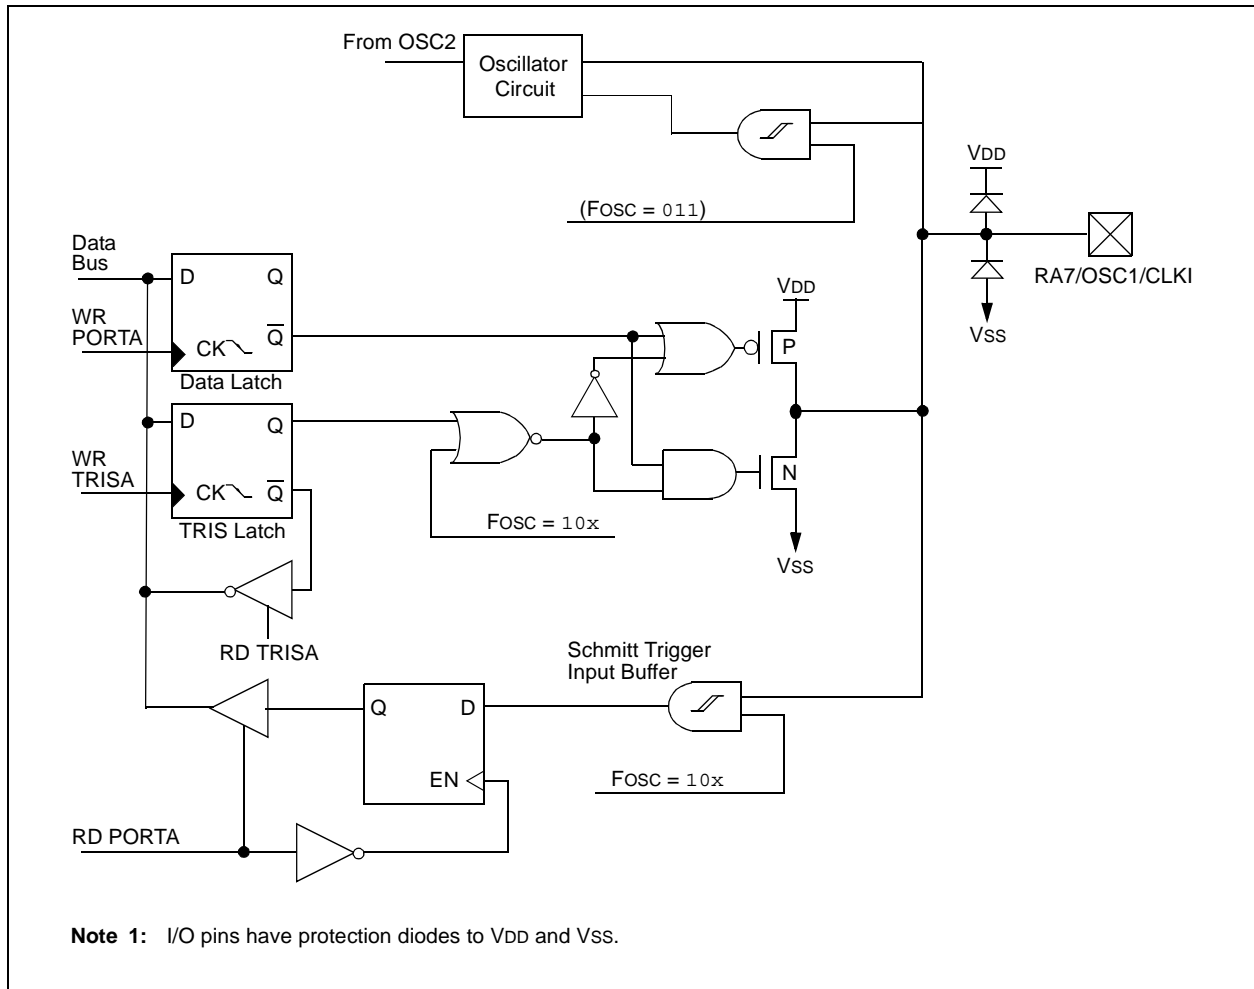 From OSC2
Oscillator
Circuit
VDD
(FOSC = 011)
Data
Bus
D
Q
RA7/OSC1/CLKI
VDD
WR
PORTA
Q
VSS
CK
P
Data Latch
D
Q
WR
TRISA
N
CK
Q
FOSC = 10x
TRIS Latch
VSS
RD TRISA
Schmitt Trigger
Input Buffer
Q
D
EN
FOSC = 10x
RD PORTA
Note 1: I/O pins have protection diodes to VDD and VSS.